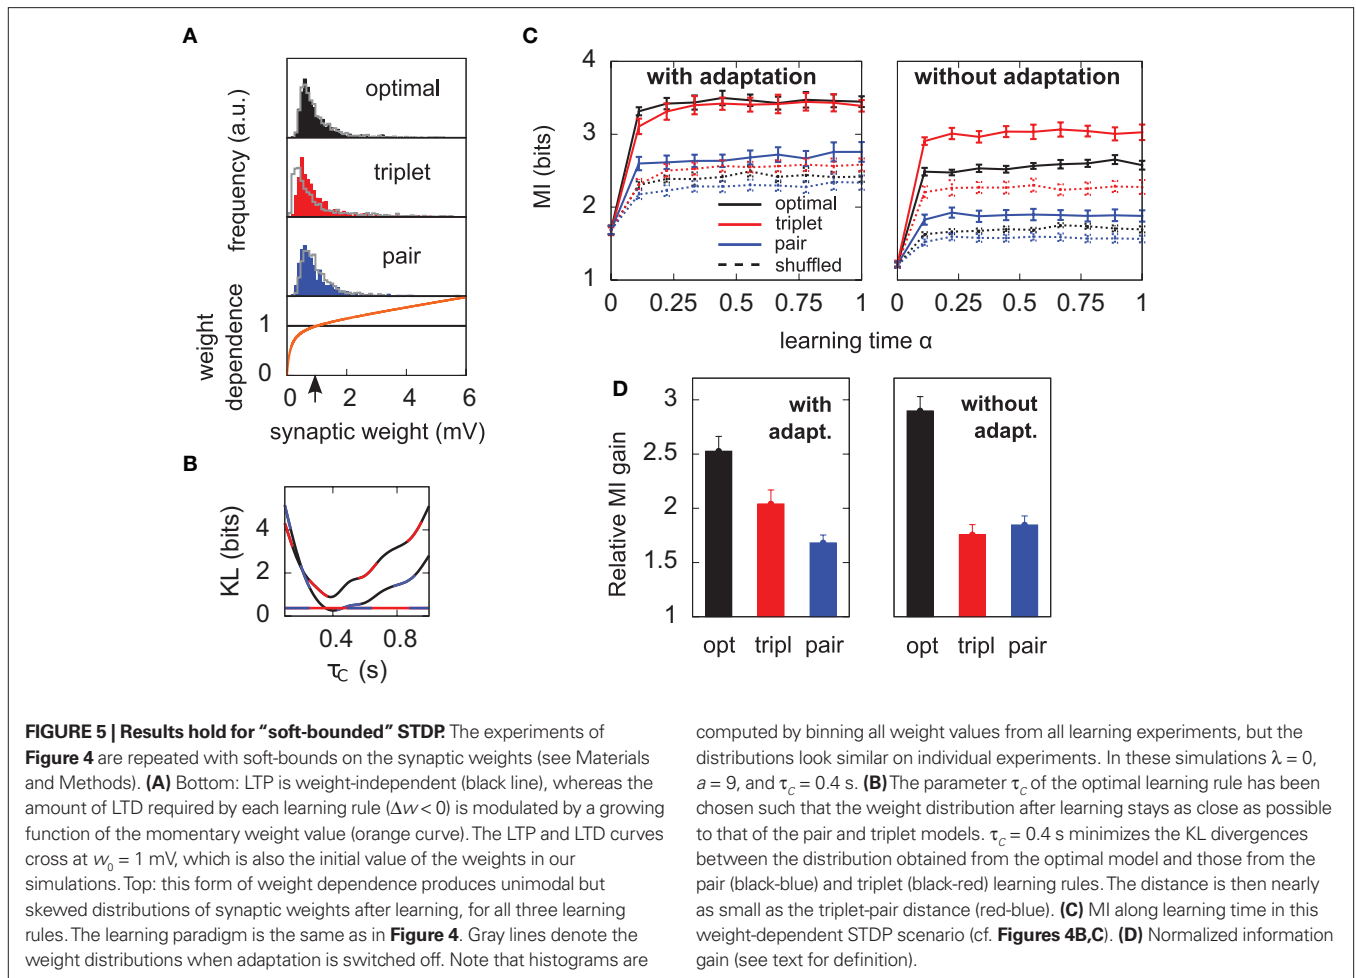 A
optimal
triplet
pair
frequency (a.u.)
weight
dependence
1
0
0 2 4 6
synaptic weight (mV)
B
KL (bits)
4
2
0
0.4 0.8
τC (s)
C
with adaptation
without adaptation
MI (bits)
4
3
2
1
optimal
triplet
pair
shuffled
0 0.25 0.5 0.75 1
0 0.25 0.5 0.75 1
learning time α
D
with
adapt.
without
adapt.
Relative MI gain
3
2.5
2
1.5
1
opt tripl pair
opt tripl pair
FIGURE 5 | Results hold for “soft-bounded” STDP. The experiments of
Figure 4 are repeated with soft-bounds on the synaptic weights (see Materials
and Methods). (A) Bottom: LTP is weight-independent (black line), whereas the
amount of LTD required by each learning rule (Δw < 0) is modulated by a growing
function of the momentary weight value (orange curve). The LTP and LTD curves
cross at w0 = 1 mV, which is also the initial value of the weights in our
simulations. Top: this form of weight dependence produces unimodal but
skewed distributions of synaptic weights after learning, for all three learning
rules. The learning paradigm is the same as in Figure 4. Gray lines denote the
weight distributions when adaptation is switched off. Note that histograms are
computed by binning all weight values from all learning experiments, but the
distributions look similar on individual experiments. In these simulations λ = 0,
a = 9, and τC = 0.4 s. (B) The parameter τC of the optimal learning rule has been
chosen such that the weight distribution after learning stays as close as possible
to that of the pair and triplet models. τC = 0.4 s minimizes the KL divergences
between the distribution obtained from the optimal model and those from the
pair (black-blue) and triplet (black-red) learning rules. The distance is then nearly
as small as the triplet-pair distance (red-blue). (C) MI along learning time in this
weight-dependent STDP scenario (cf. Figures 4B,C). (D) Normalized information
gain (see text for definition).